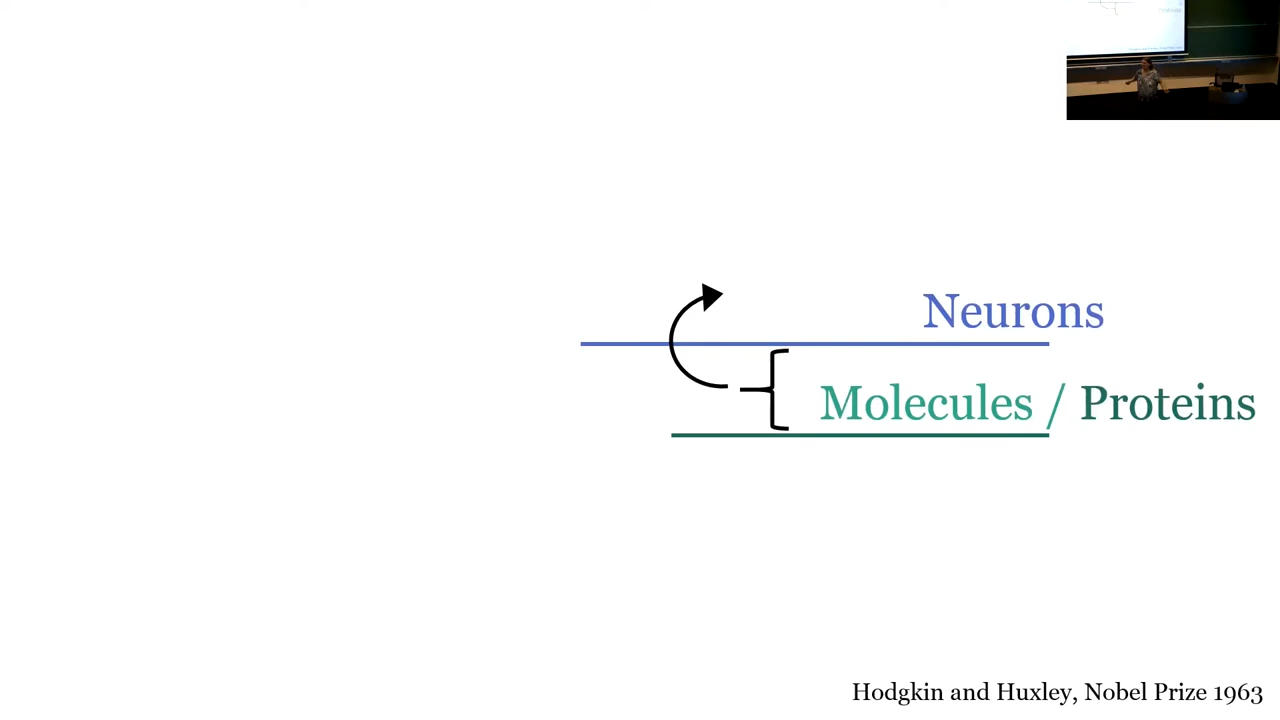 Neurons
Molecules / Proteins
Hodgkin and Huxley, Nobel Prize 1963